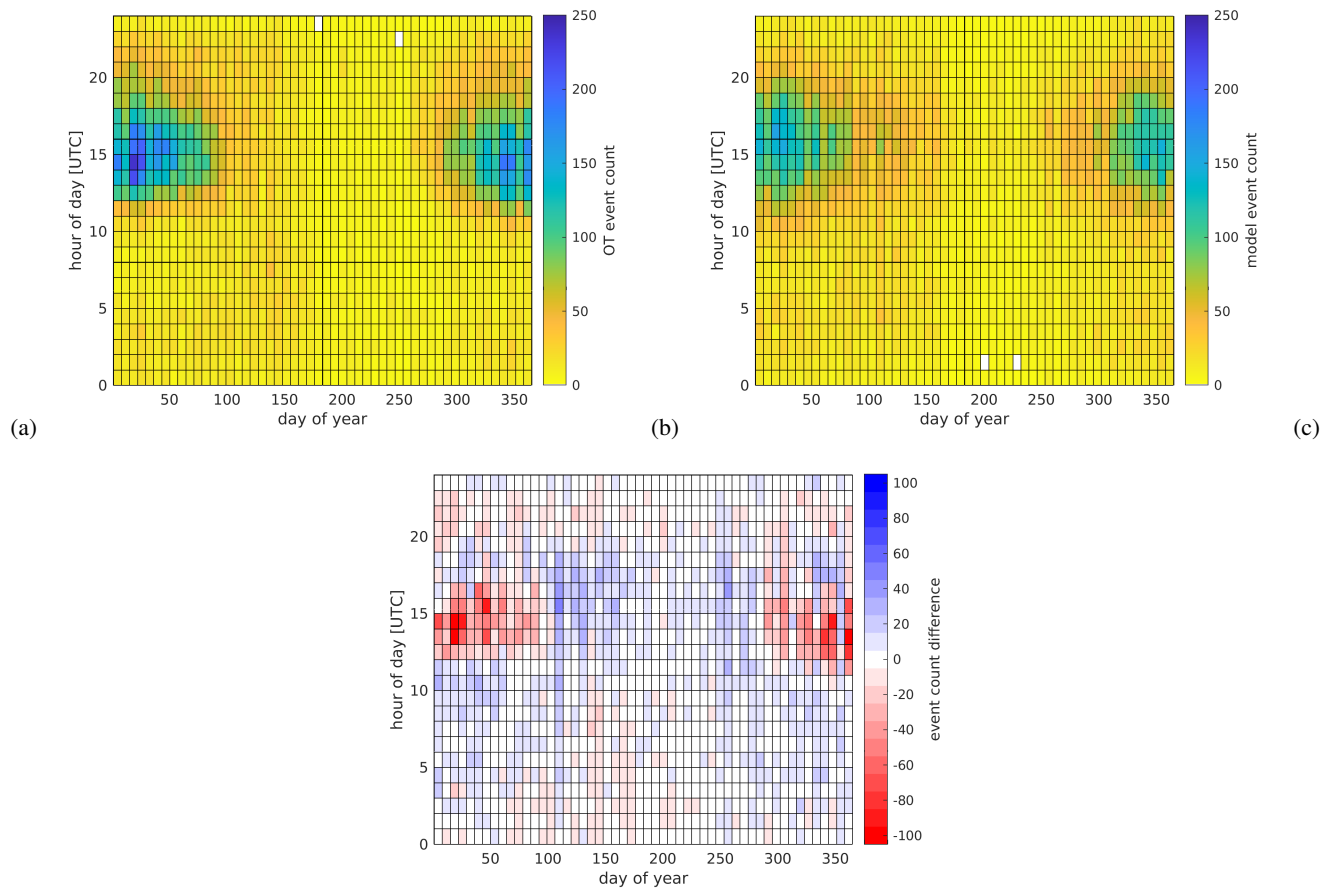 20
15
10
5
0
hour of day [UTC]
50 100 150 200 250 300 350
day of year
250
200
150
100
50
0
OT event count
(a)
20
15
10
5
0
hour of day [UTC]
50 100 150 200 250 300 350
day of year
250
200
150
100
50
0
model event count
(b)
(c)
20
15
10
5
0
hour of day [UTC]
50 100 150 200 250 300 350
day of year
100
80
60
40
20
0
-20
-40
-60
-80
-100
event count difference